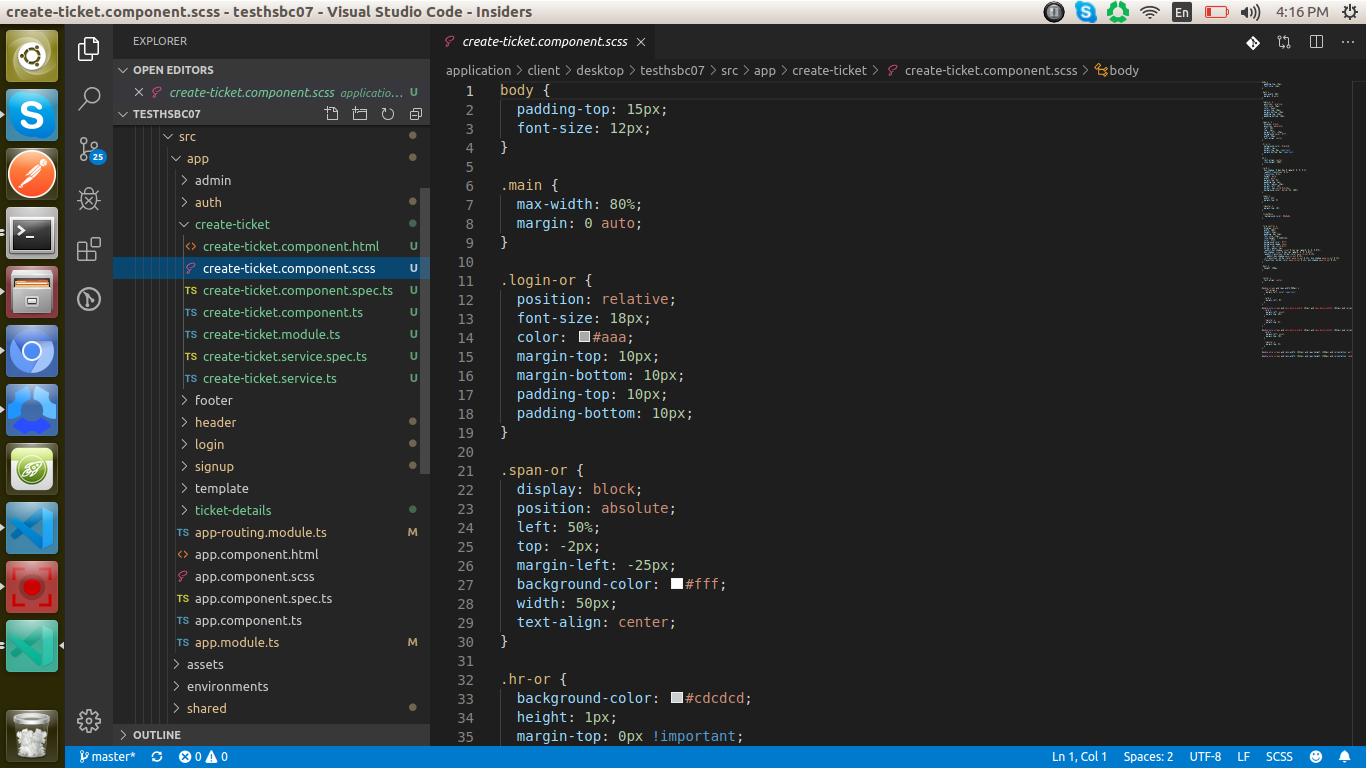 create-ticket.component.scss - testhsbc07 - Visual Studio Code - Insiders
En
4:16 PM
EXPLORER
OPEN EDITORS
create-ticket.component.scss applicatio... U
TESTHSBC07
src
app
admin
auth
create-ticket
create-ticket.component.html U
create-ticket.component.scss U
TS create-ticket.component.spec.ts U
TS create-ticket.component.ts U
TS create-ticket.module.ts U
TS create-ticket.service.spec.ts U
TS create-ticket.service.ts U
footer
header
login
signup
template
ticket-details
TS app-routing.module.ts M
app.component.html
app.component.scss
TS app.component.spec.ts
TS app.component.ts
TS app.module.ts M
assets
environments
shared
OUTLINE
25
create-ticket.component.scss
application > client > desktop > testhsbc07 > src > app > create-ticket > create-ticket.component.scss > body
1 body {
2 padding-top: 15px;
3 font-size: 12px;
4 }
5
6 .main {
7 max-width: 80%;
8 margin: 0 auto;
9 }
10
11 .login-or {
12 position: relative;
13 font-size: 18px;
14 color: #aaa;
15 margin-top: 10px;
16 margin-bottom: 10px;
17 padding-top: 10px;
18 padding-bottom: 10px;
19 }
20
21 .span-or {
22 display: block;
23 position: absolute;
24 left: 50%;
25 top: -2px;
26 margin-left: -25px;
27 background-color: #fff;
28 width: 50px;
29 text-align: center;
30 }
31
32 .hr-or {
33 background-color: #cdcdcd;
34 height: 1px;
35 margin-top: 0px !important;
master* 0 0
Ln 1, Col 1 Spaces: 2 UTF-8 LF SCSS